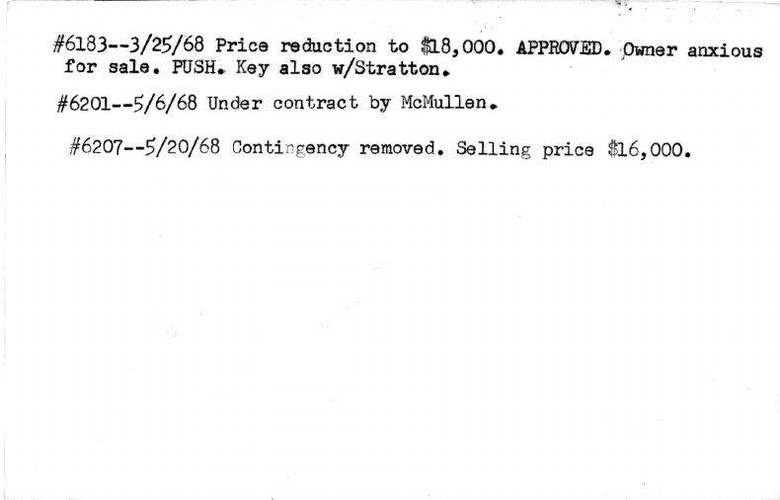 #6183--3/25/68 Price reduction to $18,000. APPROVED. Owner anxious
for sale. PUSH. Key also w/Stratton.
#6201--5/6/68 Under contract by McMullen.
#6207--5/20/68 Contingency removed. Selling price $16,000.